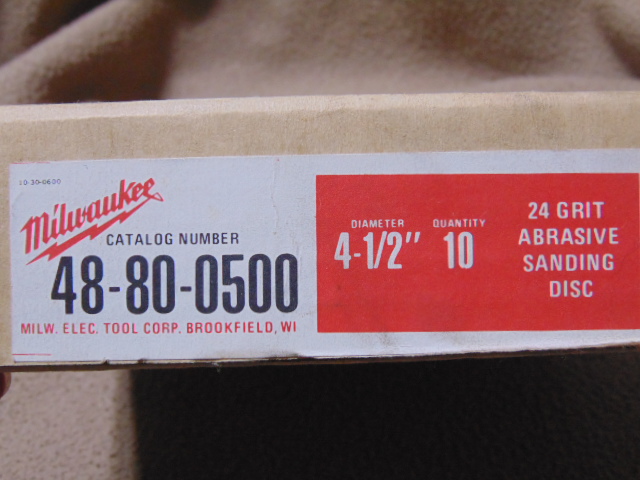 10-30-0600
Milwaukee
CATALOG NUMBER
48-80-0500
MILW. ELEC. TOOL CORP. BROOKFIELD, WI
DIAMETER
4-1/2"
QUANTITY
10
24 GRIT
ABRASIVE
SANDING
DISC